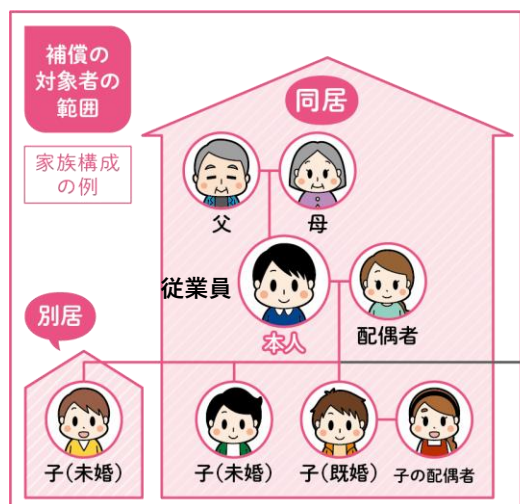 補償の
対象者の
範囲
家族構成
の例
同居
父
母
従業員
本人
配偶者
別居
子(未婚)
子(未婚)
子(既婚)
子の配偶者